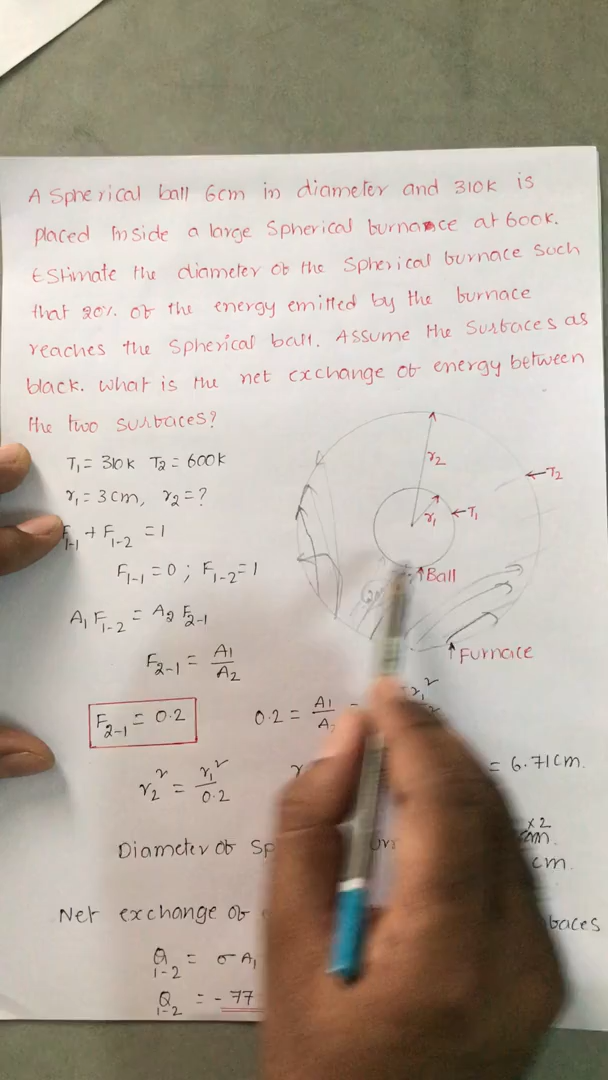 A Spherical ball 6cm in diameter and 310K is
placed Inside a large Spherical burnance at 600K.
Estimate the diameter of the Spherical burnace such
that 20% of the energy emitted by the burnace
reaches the spherical ball. Assume the surfaces as
black. what is the net exchange of energy between
the two surfaces?
r2
T2
r1
T1
Ball
Furnace
T1 = 310K T2 = 600K
r1 = 3cm, r2 = ?
F1-1 + F1-2 = 1
F1-1 = 0 ; F1-2 = 1
A1 F1-2 = A2 F2-1
F2-1 = A1/A2
F2-1 = 0.2
0.2 = A1/
r2² = r1²/0.2
= 6.71cm.
Diameter of Sp
×2
cm.
cm.
Net exchange of
Q1-2 = σ A1
Q1-2 = -77